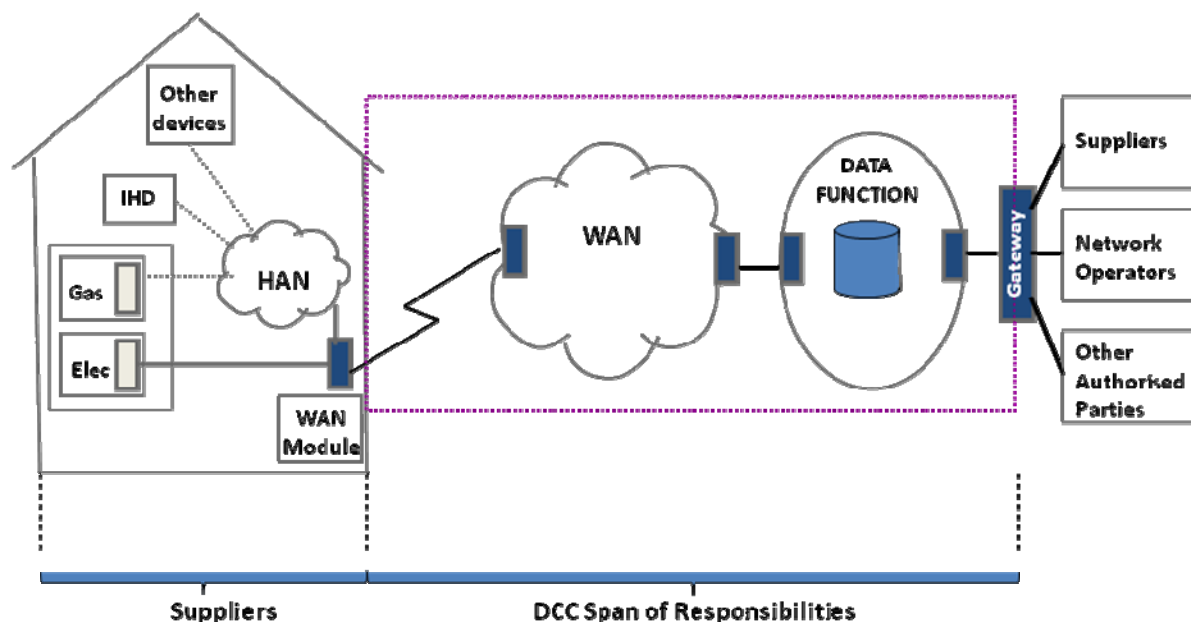 Other
devices
IHD
HAN
Gas
Elec
WAN
Module
WAN
DATA
FUNCTION
Gateway
Suppliers
Network
Operators
Other
Authorised
Parties
Suppliers
DCC Span of Responsibilities